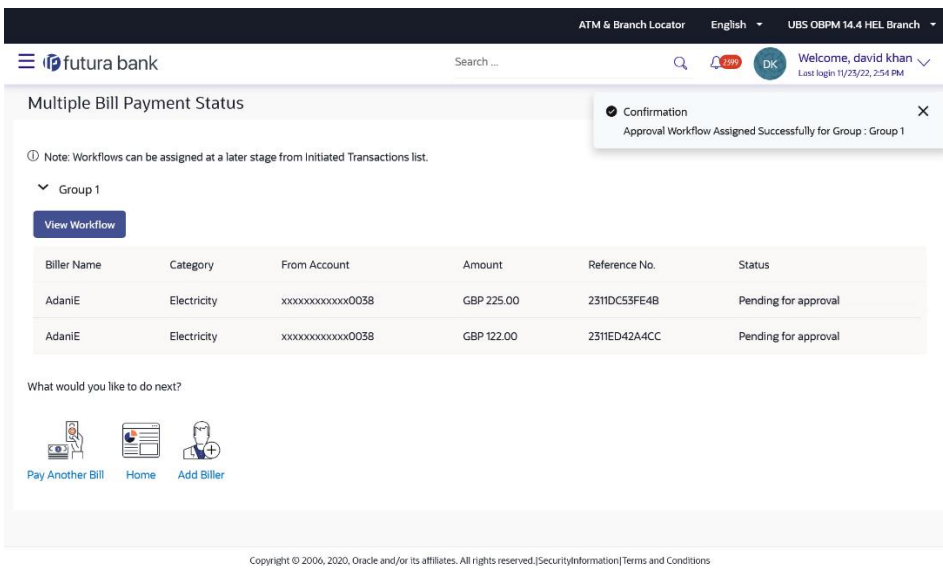 ATM & Branch Locator English UBS OBPM 14.4 HEL Branch
futura bank Search ... 2399 DK Welcome, david khan
Last login 11/23/22, 2:54 PM
Multiple Bill Payment Status
Confirmation
Approval Workflow Assigned Successfully for Group : Group 1
Note: Workflows can be assigned at a later stage from Initiated Transactions list.
Group 1
View Workflow
Biller Name Category From Account Amount Reference No. Status
AdaniE Electricity xxxxxxxxxxxx0038 GBP 225.00 2311DC53FE4B Pending for approval
AdaniE Electricity xxxxxxxxxxxx0038 GBP 122.00 2311ED42A4CC Pending for approval
What would you like to do next?
Pay Another Bill Home Add Biller
Copyright © 2006, 2020, Oracle and/or its affiliates. All rights reserved.|SecurityInformation|Terms and Conditions